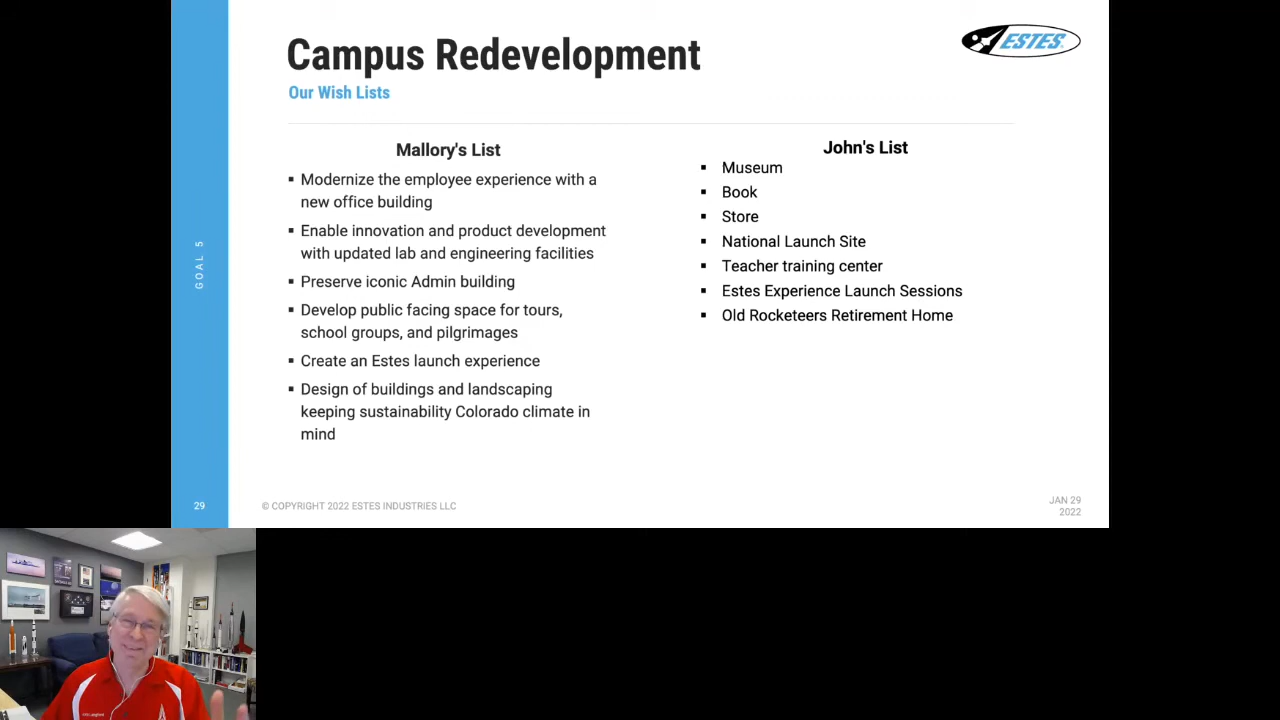 Campus Redevelopment
ESTES
Our Wish Lists
Mallory's List
▪ Modernize the employee experience with a
new office building
▪ Enable innovation and product development
with updated lab and engineering facilities
▪ Preserve iconic Admin building
▪ Develop public facing space for tours,
school groups, and pilgrimages
▪ Create an Estes launch experience
▪ Design of buildings and landscaping
keeping sustainability Colorado climate in
mind
John's List
▪ Museum
▪ Book
▪ Store
▪ National Launch Site
▪ Teacher training center
▪ Estes Experience Launch Sessions
▪ Old Rocketeers Retirement Home
GOAL 5
29
© COPYRIGHT 2022 ESTES INDUSTRIES LLC
JAN 29
2022